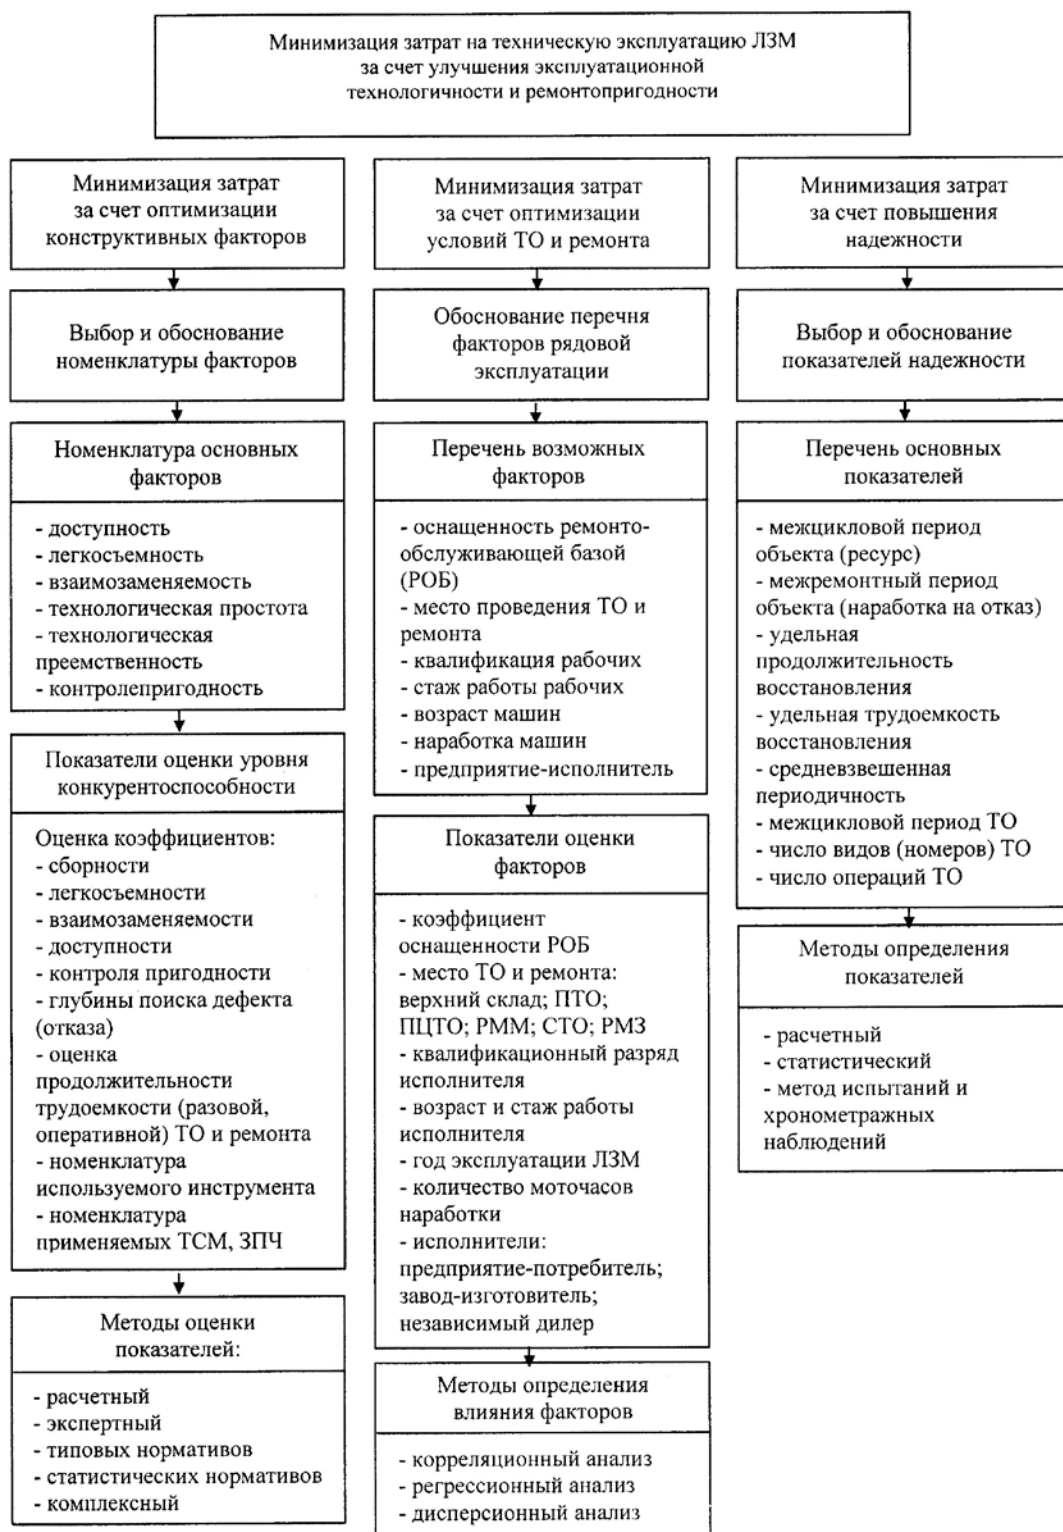 Минимизация затрат на техническую эксплуатацию ЛЗМ
за счет улучшения эксплуатационной
технологичности и ремонтопригодности
Минимизация затрат
за счет оптимизации
конструктивных факторов
Выбор и обоснование
номенклатуры факторов
Номенклатура основных
факторов
- доступность
- легкосъемность
- взаимозаменяемость
- технологическая простота
- технологическая
преемственность
- контролепригодность
Показатели оценки уровня
конкурентоспособности
Оценка коэффициентов:
- сборности
- легкосъемности
- взаимозаменяемости
- доступности
- контроля пригодности
- глубины поиска дефекта
(отказа)
- оценка
продолжительности
трудоемкости (разовой,
оперативной) ТО и ремонта
- номенклатура
используемого инструмента
- номенклатура
применяемых ТСМ, ЗПЧ
Методы оценки
показателей:
- расчетный
- экспертный
- типовых нормативов
- статистических нормативов
- комплексный
Минимизация затрат
за счет оптимизации
условий ТО и ремонта
Обоснование перечня
факторов рядовой
эксплуатации
Перечень возможных
факторов
- оснащенность ремонто-
обслуживающей базой
(РОБ)
- место проведения ТО и
ремонта
- квалификация рабочих
- стаж работы рабочих
- возраст машин
- наработка машин
- предприятие-исполнитель
Показатели оценки
факторов
- коэффициент
оснащенности РОБ
- место ТО и ремонта:
верхний склад; ПТО;
ПЦТО; РММ; СТО; РМЗ
- квалификационный разряд
исполнителя
- возраст и стаж работы
исполнителя
- год эксплуатации ЛЗМ
- количество моточасов
наработки
- исполнители:
предприятие-потребитель;
завод-изготовитель;
независимый дилер
Методы определения
влияния факторов
- корреляционный анализ
- регрессионный анализ
- дисперсионный анализ
Минимизация затрат
за счет повышения
надежности
Выбор и обоснование
показателей надежности
Перечень основных
показателей
- межцикловой период
объекта (ресурс)
- межремонтный период
объекта (наработка на отказ)
- удельная
продолжительность
восстановления
- удельная трудоемкость
восстановления
- средневзвешенная
периодичность
- межцикловой период ТО
- число видов (номеров) ТО
- число операций ТО
Методы определения
показателей
- расчетный
- статистический
- метод испытаний и
хронометражных
наблюдений